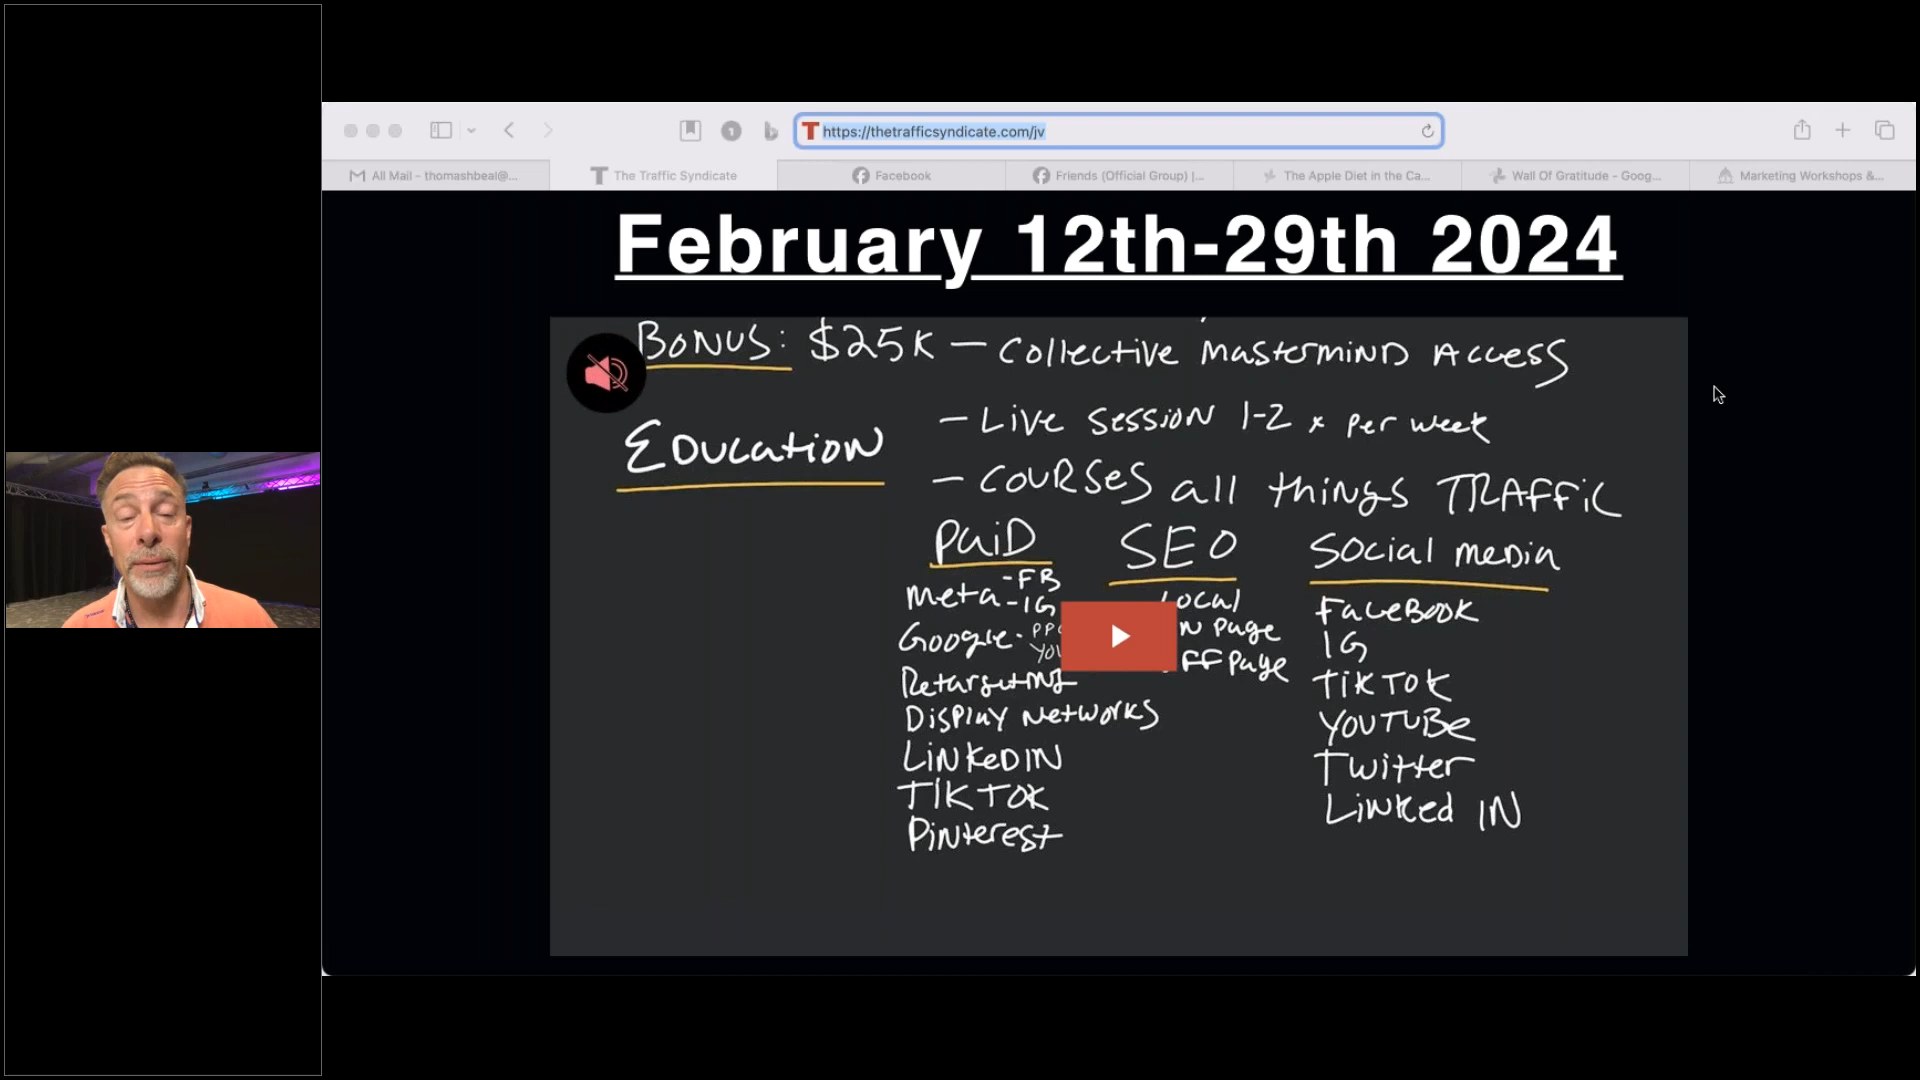 https://thetrafficsyndicate.com/jv
All Mail – thomashbeal@...
The Traffic Syndicate
Facebook
Friends (Official Group) |...
The Apple Diet in the Ca...
Wall Of Gratitude - Goog...
Marketing Workshops &...
February 12th-29th 2024
BONUS: $25K — COLLECTIVE MASTERMIND ACCESS
EDUCATION
— LIVE SESSION 1-2 x per week
— COURSES all things TRAFFIC
PAID
SEO
SOCIAL MEDIA
Meta -FB
-IG
Google - 
Retargeting
DISPLAY NETWORKS
LINKEDIN
TIKTOK
PINTEREST
LOCAL
Page
Page
FACEBOOK
IG
TIKTOK
YOUTUBE
Twitter
Linked IN